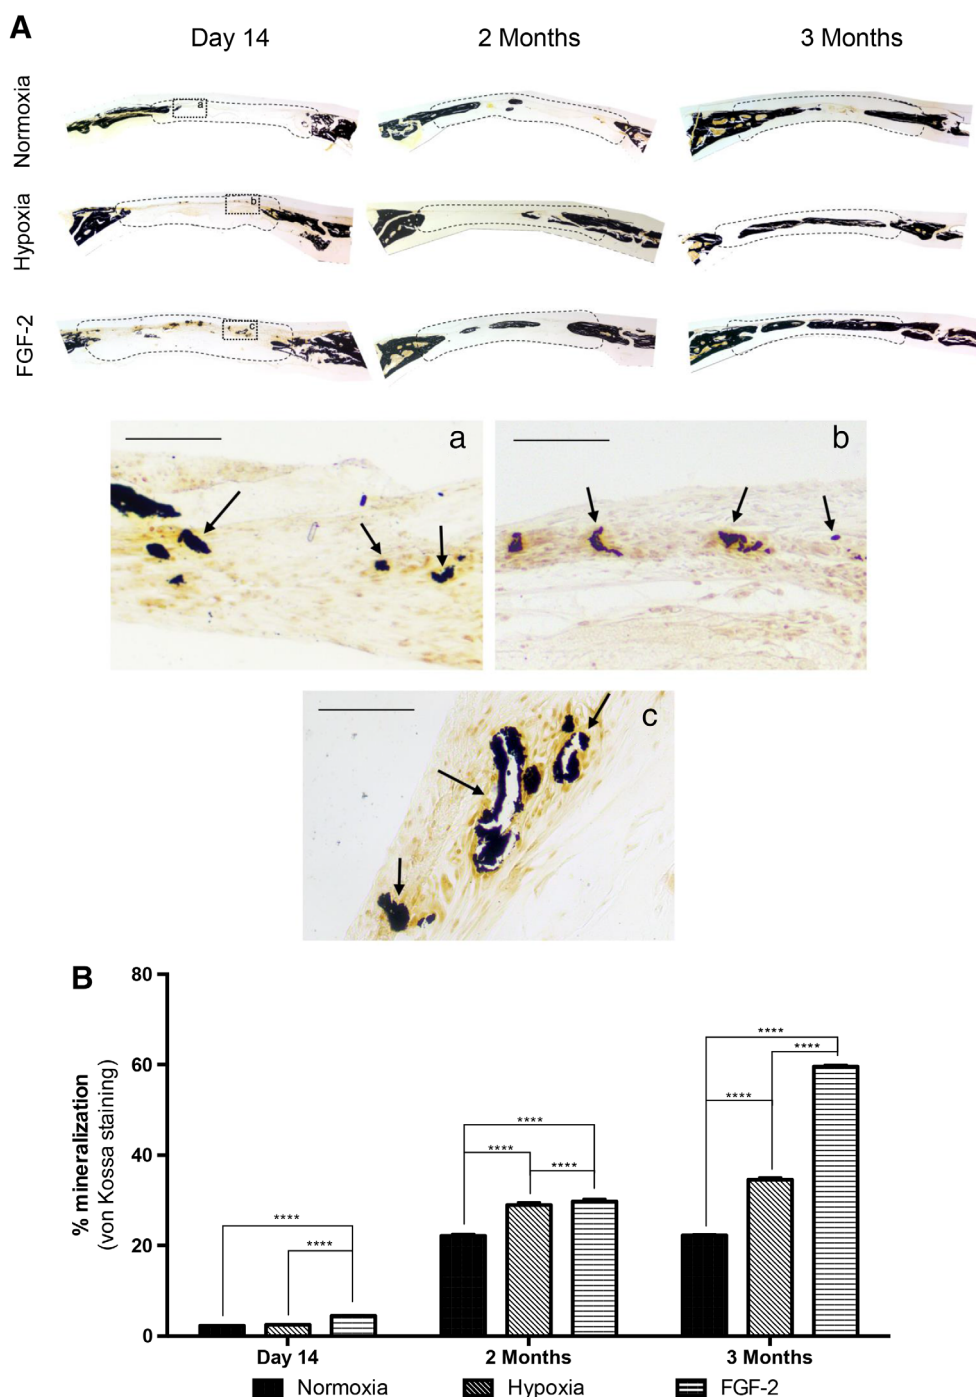 A
Day 14 2 Months 3 Months
Normoxia
a
Hypoxia
b
FGF-2
c
a
b
c
B
80
60
40
20
0
% mineralization
(von Kossa staining)
**** ****
**** **** ****
**** **** ****
Day 14 2 Months 3 Months
Normoxia Hypoxia FGF-2